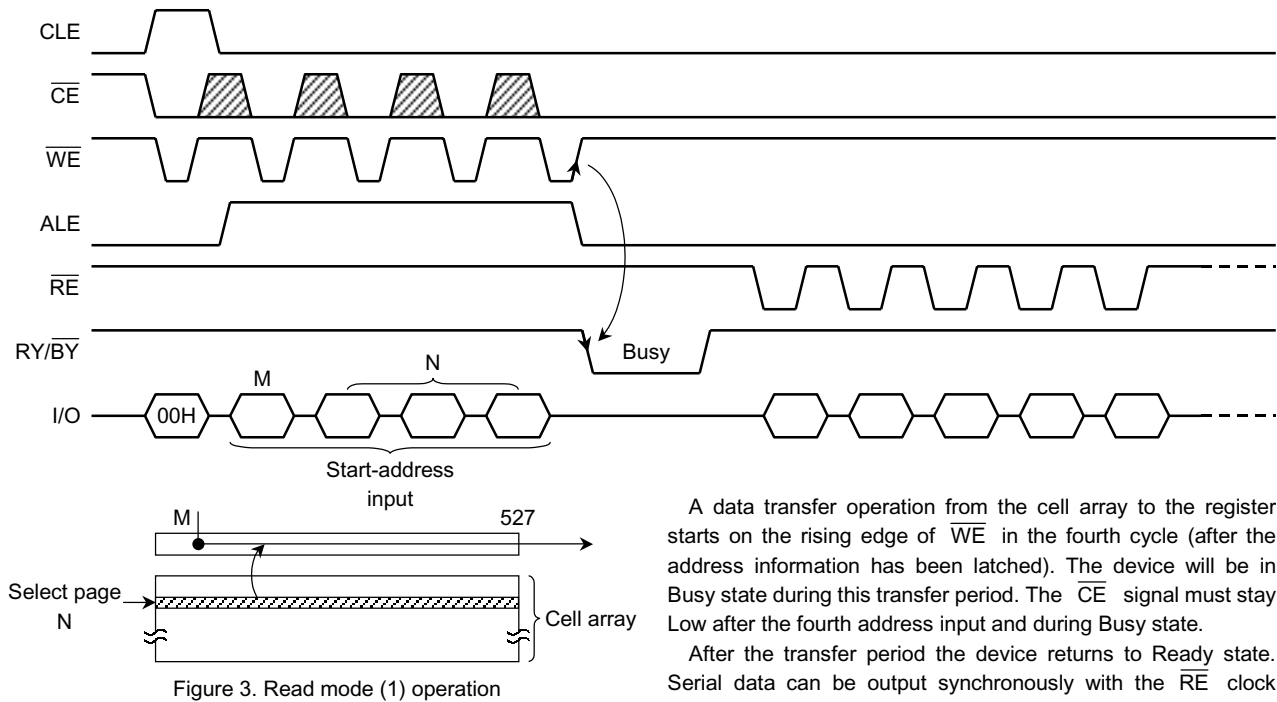 CLE
CE
WE
ALE
RE
RY/BY
Busy
M
N
I/O
00H
Start-address
input
M
527
Select page
N
Cell array
Figure 3. Read mode (1) operation
A data transfer operation from the cell array to the register
starts on the rising edge of WE in the fourth cycle (after the
address information has been latched). The device will be in
Busy state during this transfer period. The CE signal must stay
Low after the fourth address input and during Busy state.
After the transfer period the device returns to Ready state.
Serial data can be output synchronously with the RE clock